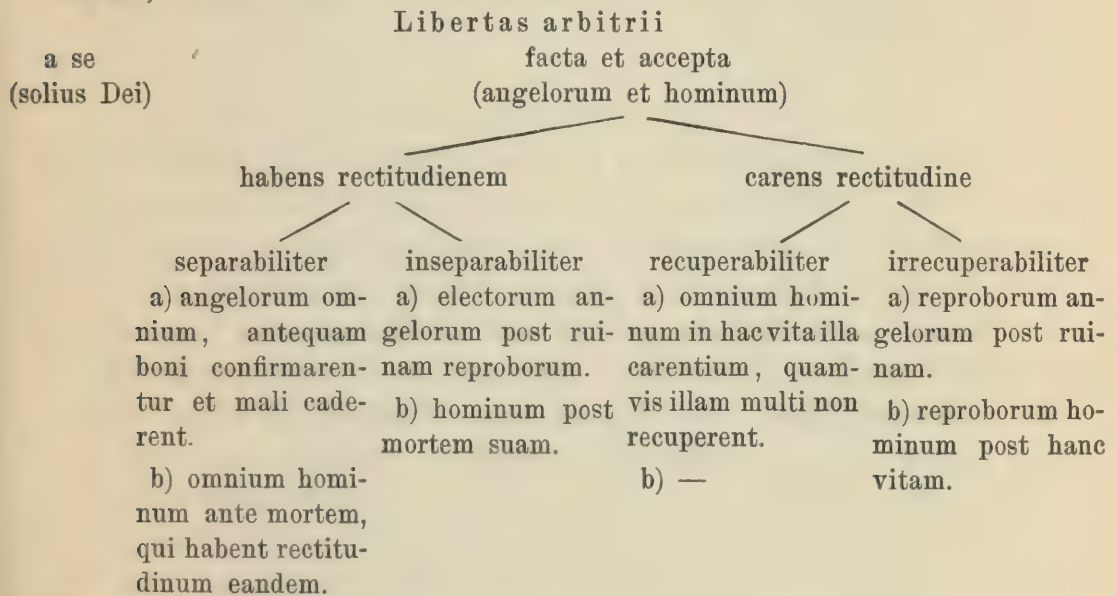 Libertas arbitrii
a se
(solius Dei)
facta et accepta
(angelorum et hominum)
habens rectitudienem
carens rectitudine
separabiliter
a) angelorum om-
nium, antequam
boni confirmaren-
tur et mali cade-
rent.
b) omnium homi-
num ante mortem,
qui habent rectitu-
dinum eandem.
inseparabiliter
a) electorum an-
gelorum post rui-
nam reproborum.
b) hominum post
mortem suam.
recuperabiliter
a) omnium homi-
num in hac vita illa
carentium, quam-
vis illam multi non
recuperent.
b) —
irrecuperabiliter
a) reproborum an-
gelorum post rui-
nam.
b) reproborum ho-
minum post hanc
vitam.